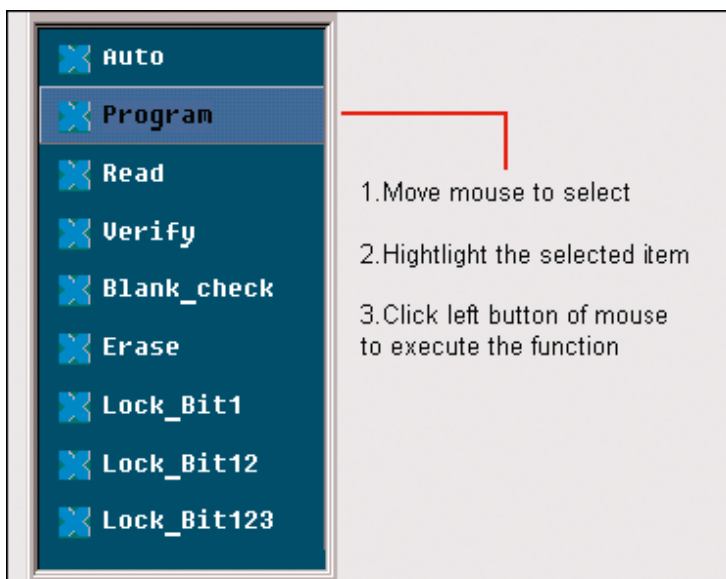 Auto
Program
Read
Verify
Blank_check
Erase
Lock_Bit1
Lock_Bit12
Lock_Bit123
1.Move mouse to select
2.Hightlight the selected item
3.Click left button of mouse
to execute the function